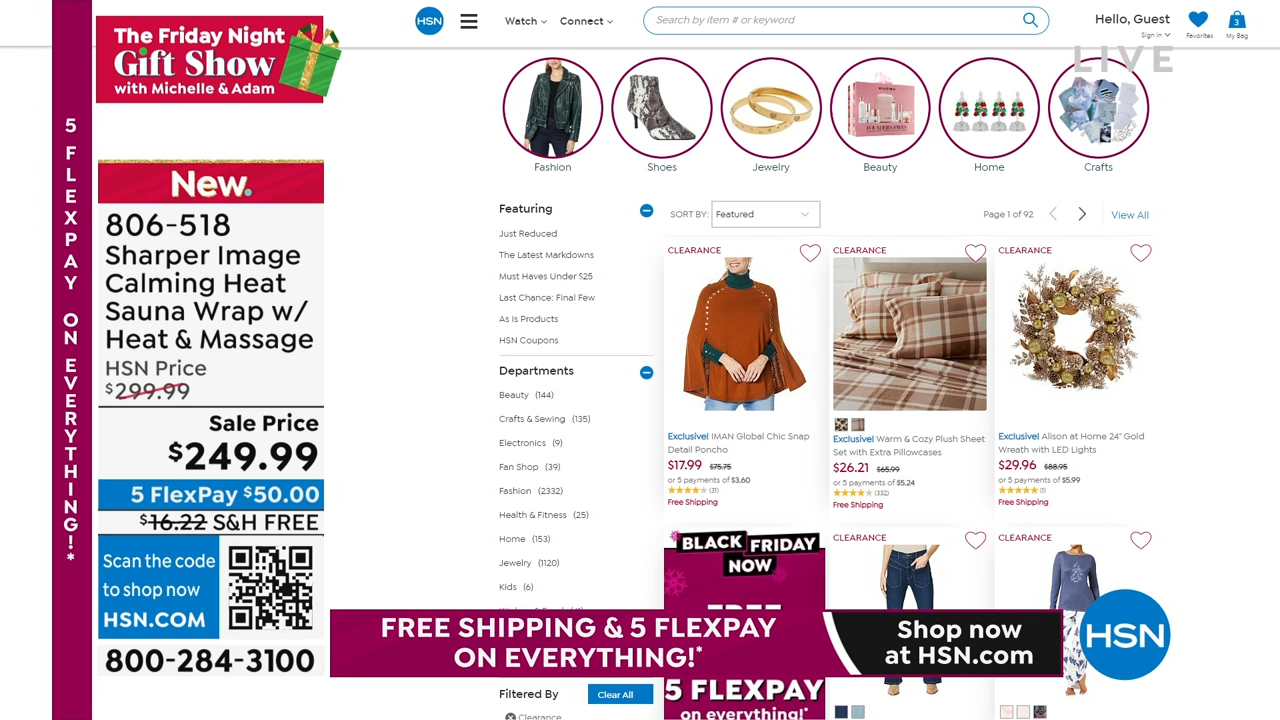 The Friday Night
Gift Show
with Michelle & Adam
5 FLEXPAY ON EVERYTHING!*
New.
806-518
Sharper Image
Calming Heat
Sauna Wrap w/
Heat & Massage
HSN Price
$299.99
Sale Price
$249.99
5 FlexPay $50.00
$16.22 S&H FREE
Scan the code
to shop now
HSN.COM
800-284-3100
HSN
Watch
Connect
Search by item # or keyword
Hello, Guest
Sign in
Favorites
3
My Bag
LIVE
Fashion
Shoes
Jewelry
Beauty
Home
Crafts
Featuring
Just Reduced
The Latest Markdowns
Must Haves Under $25
Last Chance: Final Few
As Is Products
HSN Coupons
Departments
Beauty (144)
Crafts & Sewing (135)
Electronics (9)
Fan Shop (39)
Fashion (2332)
Health & Fitness (25)
Home (153)
Jewelry (1120)
Kids (6)
Filtered By
Clear All
Clearance
SORT BY: Featured
Page 1 of 92
View All
CLEARANCE
Exclusive! IMAN Global Chic Snap
Detail Poncho
$17.99 $75.75
or 5 payments of $3.60
(31)
Free Shipping
CLEARANCE
Exclusive! Warm & Cozy Plush Sheet
Set with Extra Pillowcases
$26.21 $65.99
or 5 payments of $5.24
(332)
Free Shipping
CLEARANCE
Exclusive! Alison at Home 24" Gold
Wreath with LED Lights
$29.96 $88.95
or 5 payments of $5.99
(1)
Free Shipping
BLACK FRIDAY
NOW
FREE
5 FLEXPAY
on everything!*
CLEARANCE
CLEARANCE
FREE SHIPPING & 5 FLEXPAY
ON EVERYTHING!*
Shop now
at HSN.com
HSN